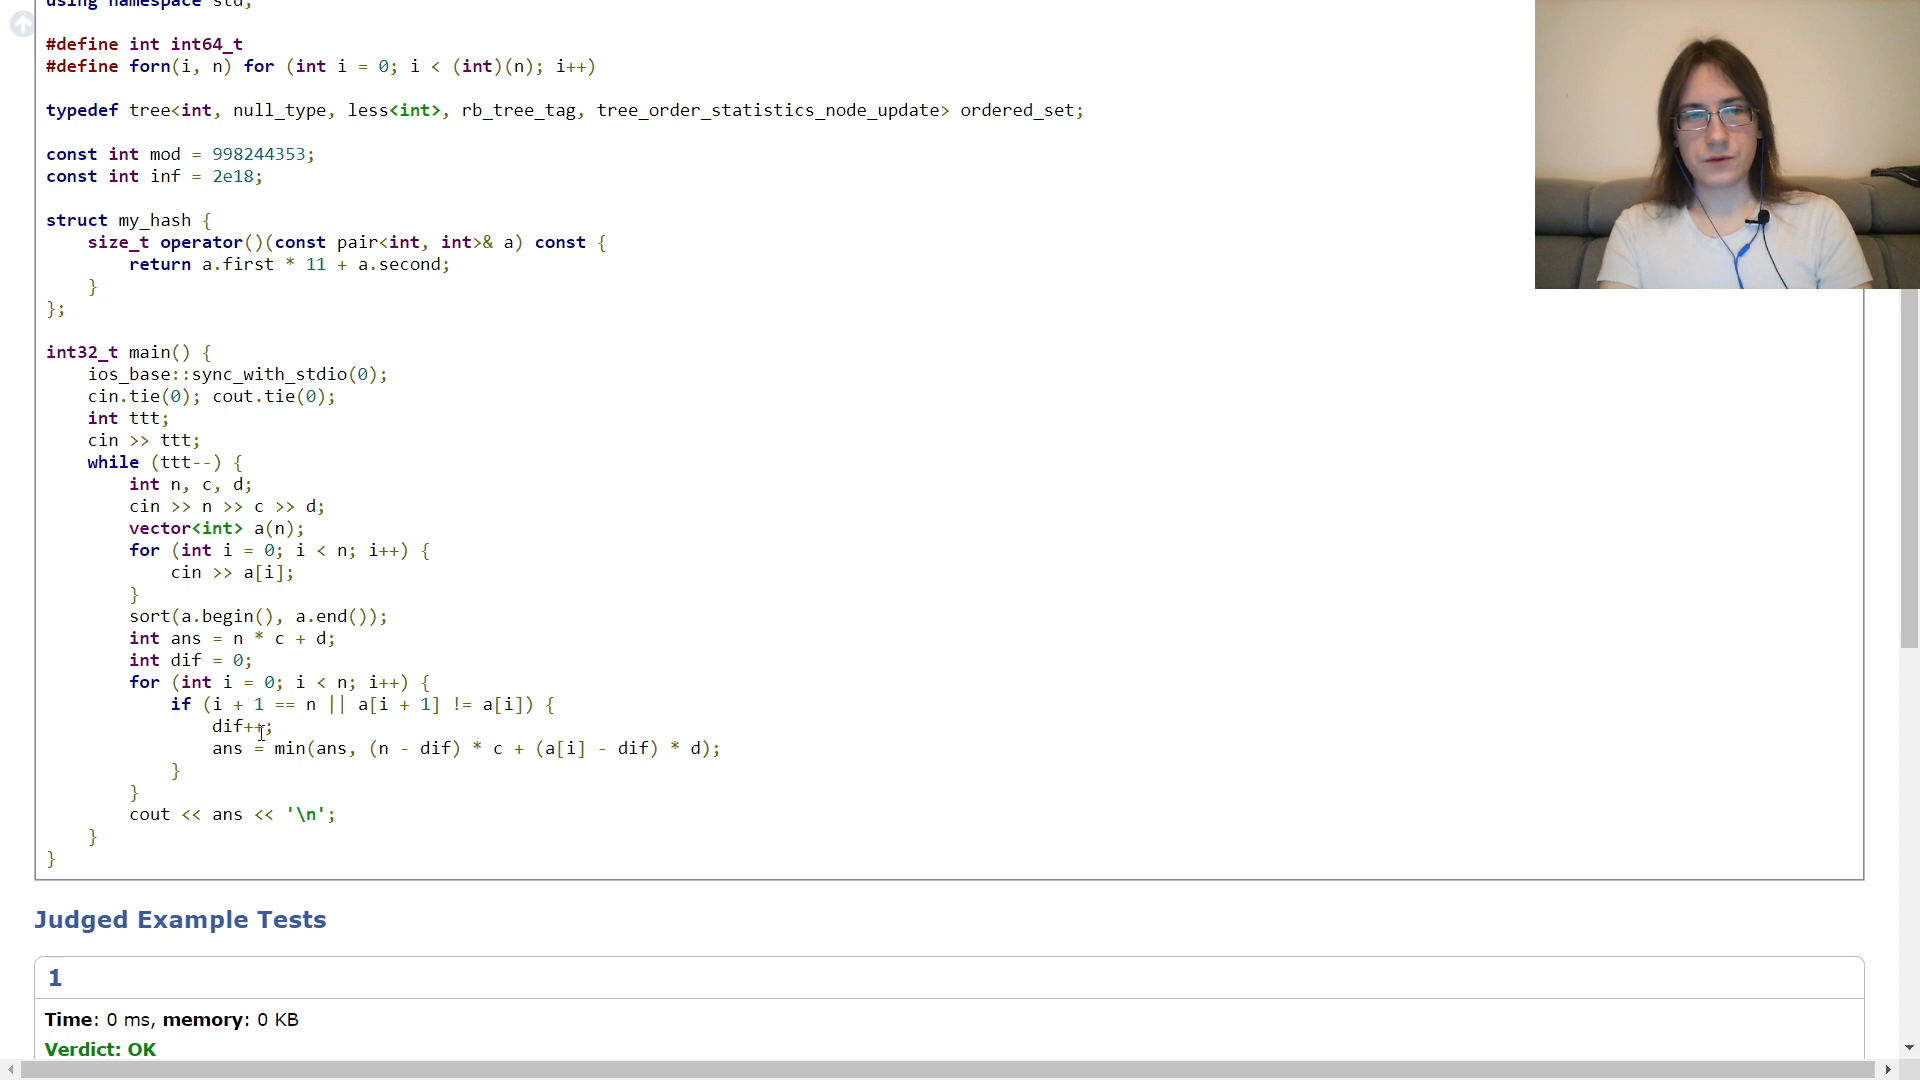 using namespace std;
#define int int64_t
#define forn(i, n) for (int i = 0; i < (int)(n); i++)
typedef tree<int, null_type, less<int>, rb_tree_tag, tree_order_statistics_node_update> ordered_set;
const int mod = 998244353;
const int inf = 2e18;
struct my_hash {
    size_t operator()(const pair<int, int>& a) const {
        return a.first * 11 + a.second;
    }
};
int32_t main() {
    ios_base::sync_with_stdio(0);
    cin.tie(0); cout.tie(0);
    int ttt;
    cin >> ttt;
    while (ttt--) {
        int n, c, d;
        cin >> n >> c >> d;
        vector<int> a(n);
        for (int i = 0; i < n; i++) {
            cin >> a[i];
        }
        sort(a.begin(), a.end());
        int ans = n * c + d;
        int dif = 0;
        for (int i = 0; i < n; i++) {
            if (i + 1 == n || a[i + 1] != a[i]) {
                dif++;
                ans = min(ans, (n - dif) * c + (a[i] - dif) * d);
            }
        }
        cout << ans << '\n';
    }
}
Judged Example Tests
1
Time: 0 ms, memory: 0 KB
Verdict: OK